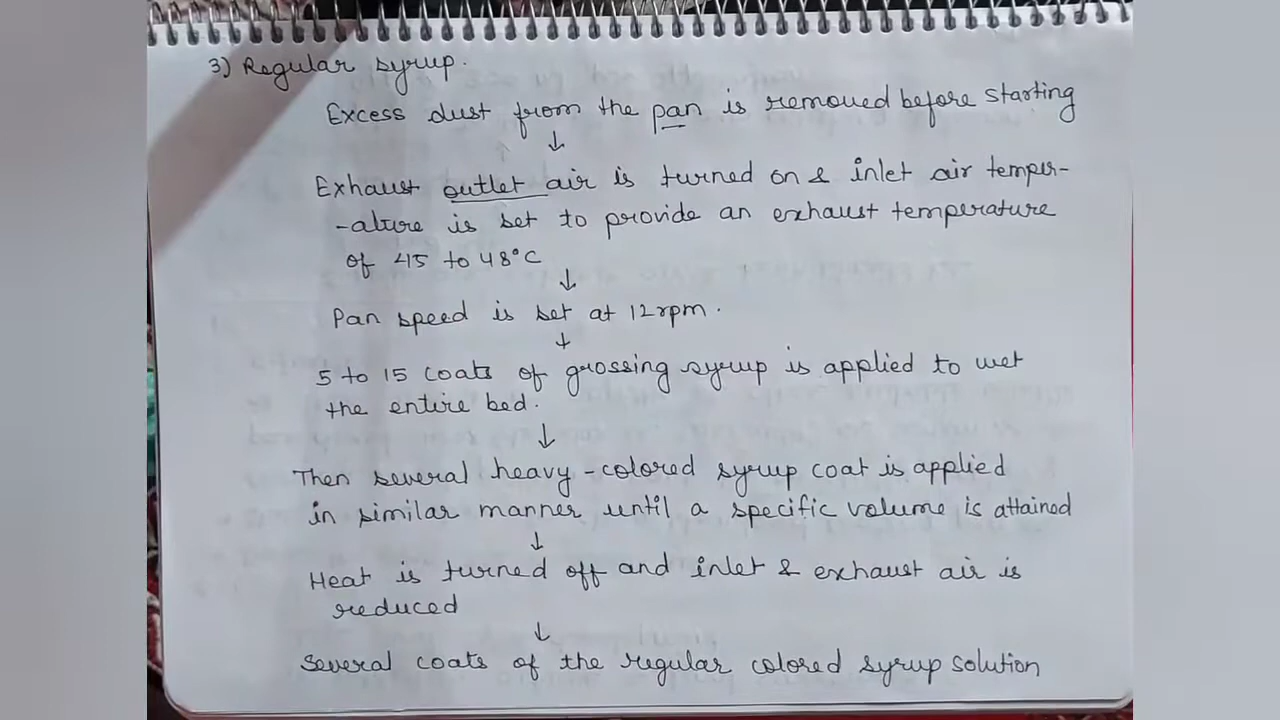 3) Regular syrup.
Excess dust from the pan is removed before starting
↓
Exhaust outlet air is turned on & inlet air temper-
-ature is set to provide an exhaust temperature
of 45 to 48°C
↓
Pan speed is set at 12rpm.
↓
5 to 15 coats of grossing syrup is applied to wet
the entire bed.
↓
Then several heavy-colored syrup coat is applied
in similar manner until a specific volume is attained
↓
Heat is turned off and inlet & exhaust air is
reduced
↓
Several coats of the regular colored syrup solution